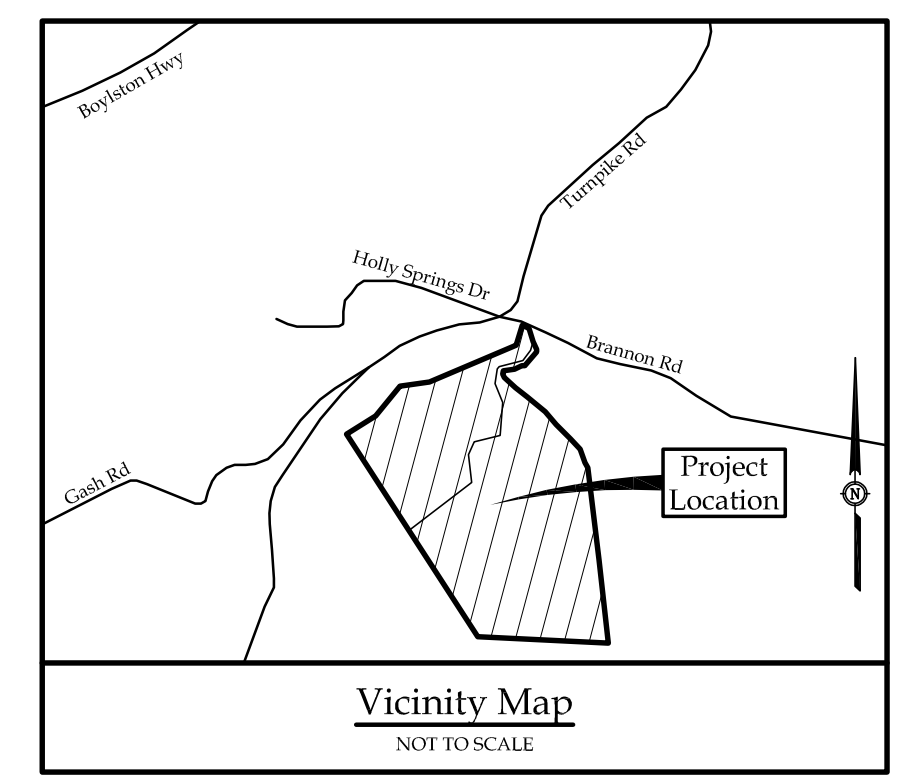 Boylston Hwy
Turnpike Rd
Holly Springs Dr
Brannon Rd
Gash Rd
Project
Location
N
Vicinity Map
NOT TO SCALE